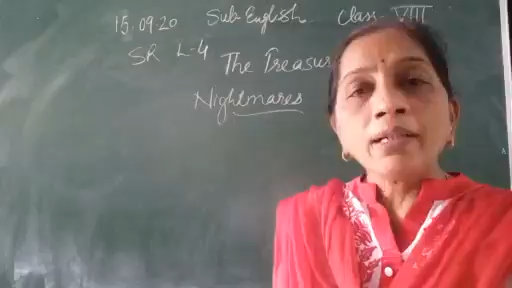 15.09.20 Sub English Class- VIII
SR L-4 The Treasur
Nightmares